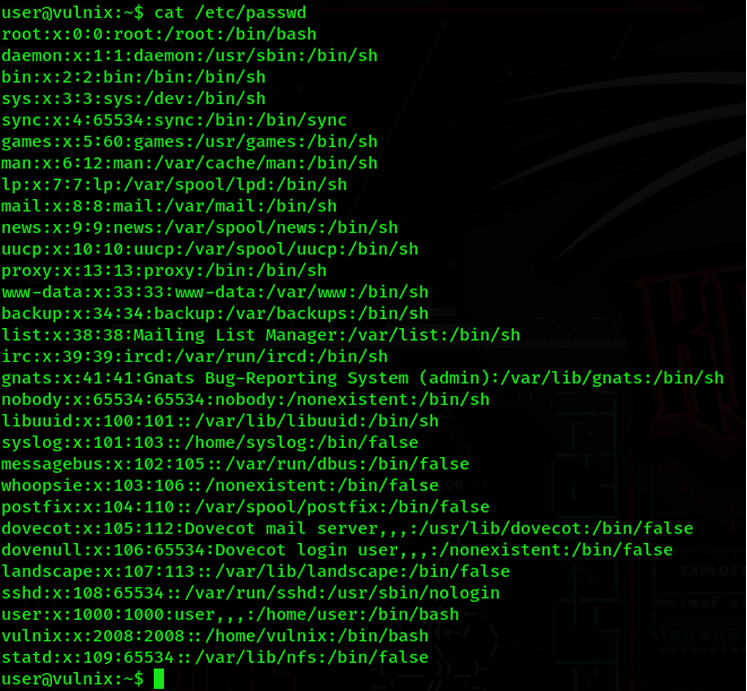 user@vulnix:~$ cat /etc/passwd
root:x:0:0:root:/root:/bin/bash
daemon:x:1:1:daemon:/usr/sbin:/bin/sh
bin:x:2:2:bin:/bin:/bin/sh
sys:x:3:3:sys:/dev:/bin/sh
sync:x:4:65534:sync:/bin:/bin/sync
games:x:5:60:games:/usr/games:/bin/sh
man:x:6:12:man:/var/cache/man:/bin/sh
lp:x:7:7:lp:/var/spool/lpd:/bin/sh
mail:x:8:8:mail:/var/mail:/bin/sh
news:x:9:9:news:/var/spool/news:/bin/sh
uucp:x:10:10:uucp:/var/spool/uucp:/bin/sh
proxy:x:13:13:proxy:/bin:/bin/sh
www-data:x:33:33:www-data:/var/www:/bin/sh
backup:x:34:34:backup:/var/backups:/bin/sh
list:x:38:38:Mailing List Manager:/var/list:/bin/sh
irc:x:39:39:ircd:/var/run/ircd:/bin/sh
gnats:x:41:41:Gnats Bug-Reporting System (admin):/var/lib/gnats:/bin/sh
nobody:x:65534:65534:nobody:/nonexistent:/bin/sh
libuuid:x:100:101::/var/lib/libuuid:/bin/sh
syslog:x:101:103::/home/syslog:/bin/false
messagebus:x:102:105::/var/run/dbus:/bin/false
whoopsie:x:103:106::/nonexistent:/bin/false
postfix:x:104:110::/var/spool/postfix:/bin/false
dovecot:x:105:112:Dovecot mail server,,,:/usr/lib/dovecot:/bin/false
dovenull:x:106:65534:Dovecot login user,,,:/nonexistent:/bin/false
landscape:x:107:113::/var/lib/landscape:/bin/false
sshd:x:108:65534::/var/run/sshd:/usr/sbin/nologin
user:x:1000:1000:user,,,:/home/user:/bin/bash
vulnix:x:2008:2008::/home/vulnix:/bin/bash
statd:x:109:65534::/var/lib/nfs:/bin/false
user@vulnix:~$
EXPLOIT